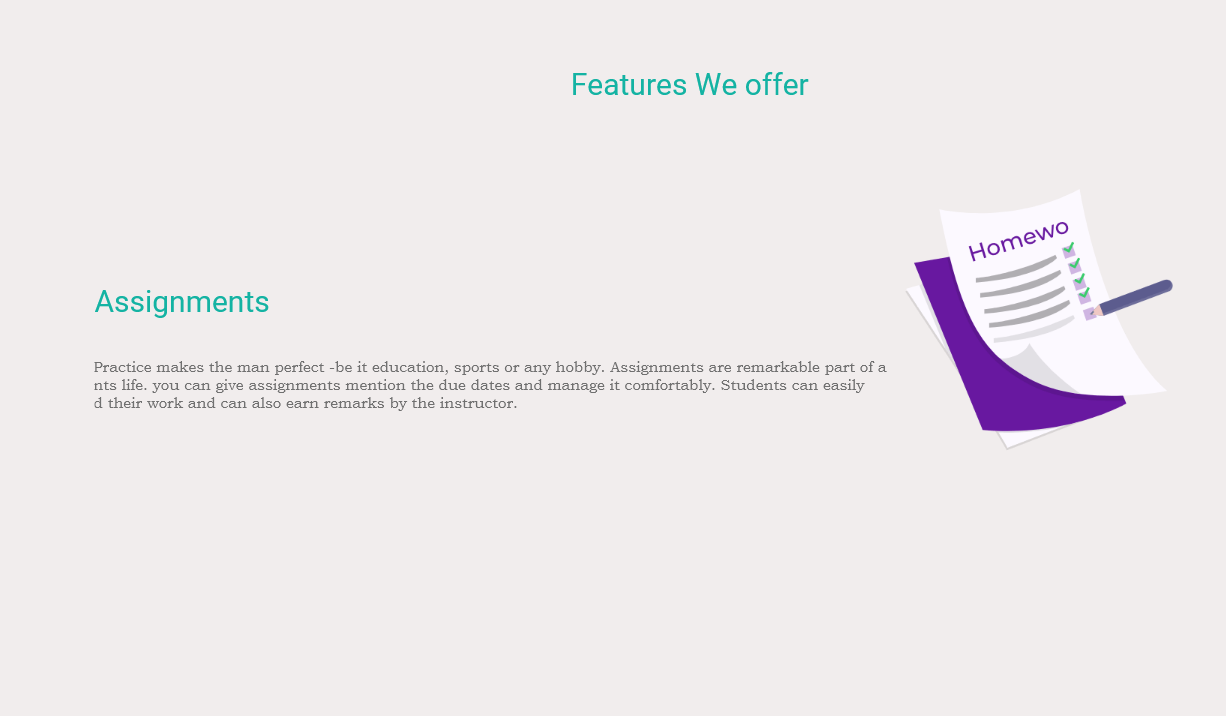 Features We offer
Homewo
Assignments
Practice makes the man perfect -be it education, sports or any hobby. Assignments are remarkable part of a
nts life. you can give assignments mention the due dates and manage it comfortably. Students can easily
d their work and can also earn remarks by the instructor.